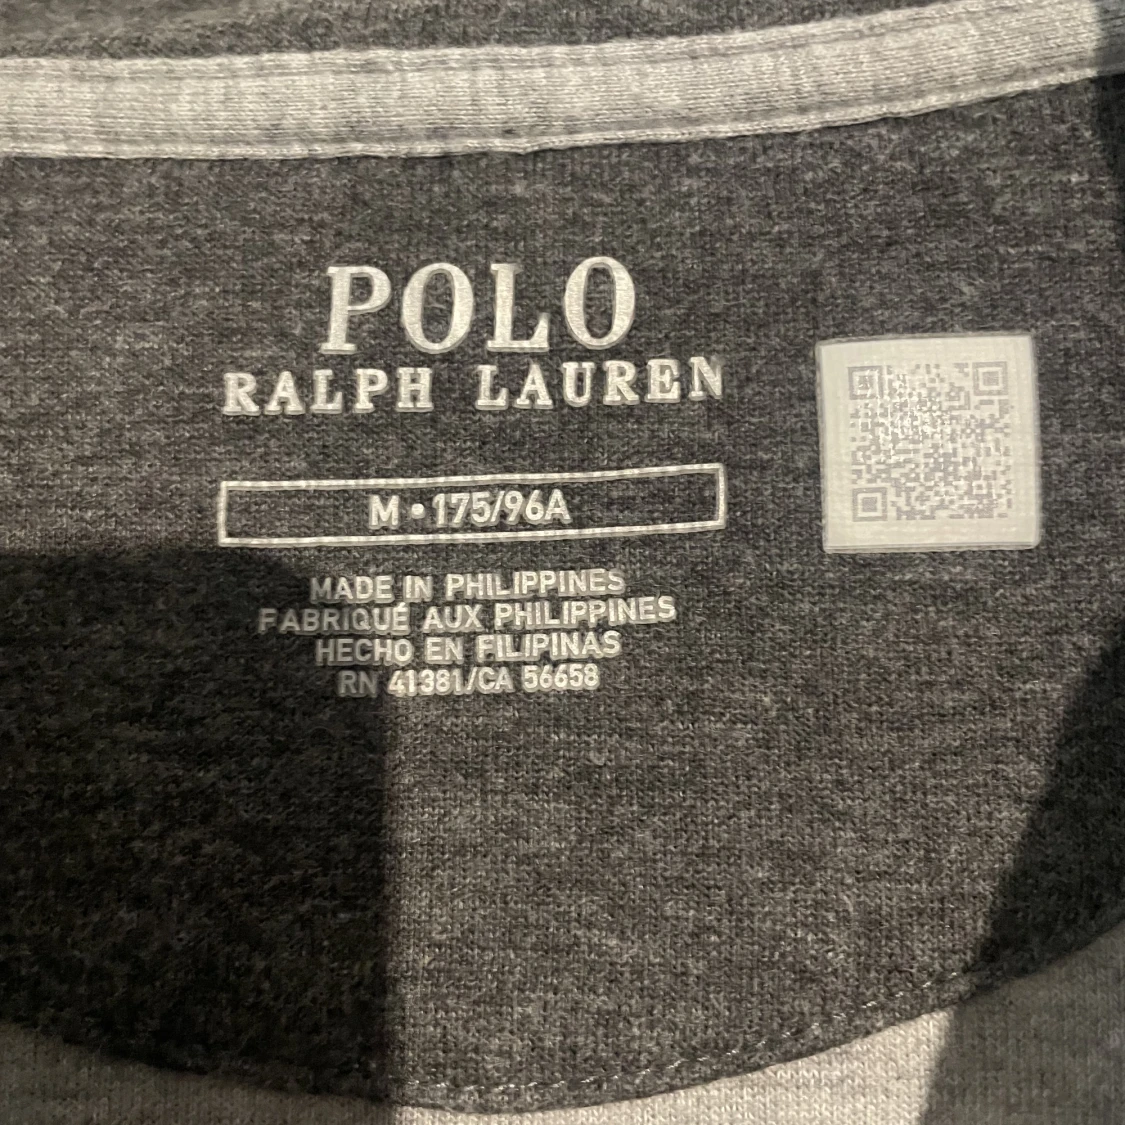 POLO
RALPH LAUREN
M • 175/96A
MADE IN PHILIPPINES
FABRIQUÉ AUX PHILIPPINES
HECHO EN FILIPINAS
RN 41381/CA 56658